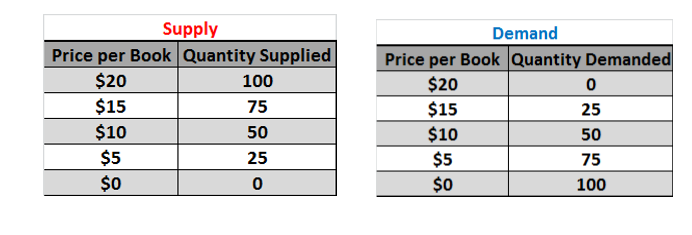 Supply
Price per Book Quantity Supplied
$20 100
$15 75
$10 50
$5 25
$0 0
Demand
Price per Book Quantity Demanded
$20 0
$15 25
$10 50
$5 75
$0 100